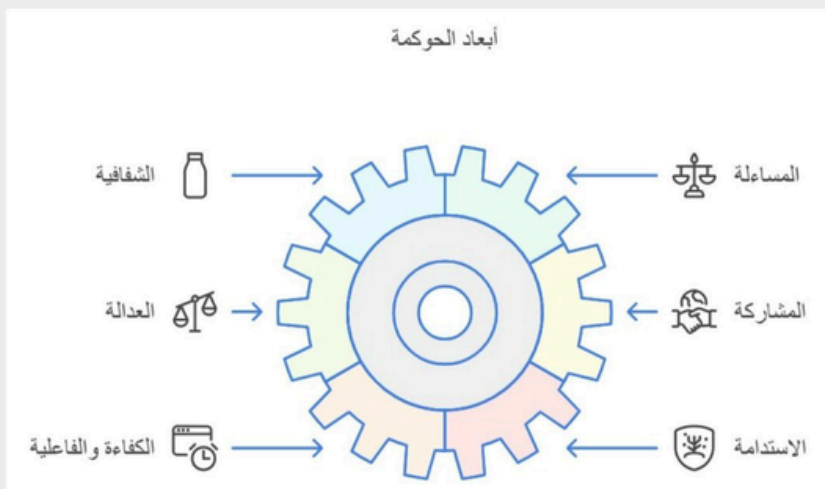 أبعاد الحوكمة
المساءلة
الشفافية
المشاركة
العدالة
الاستدامة
الكفاءة والفاعلية